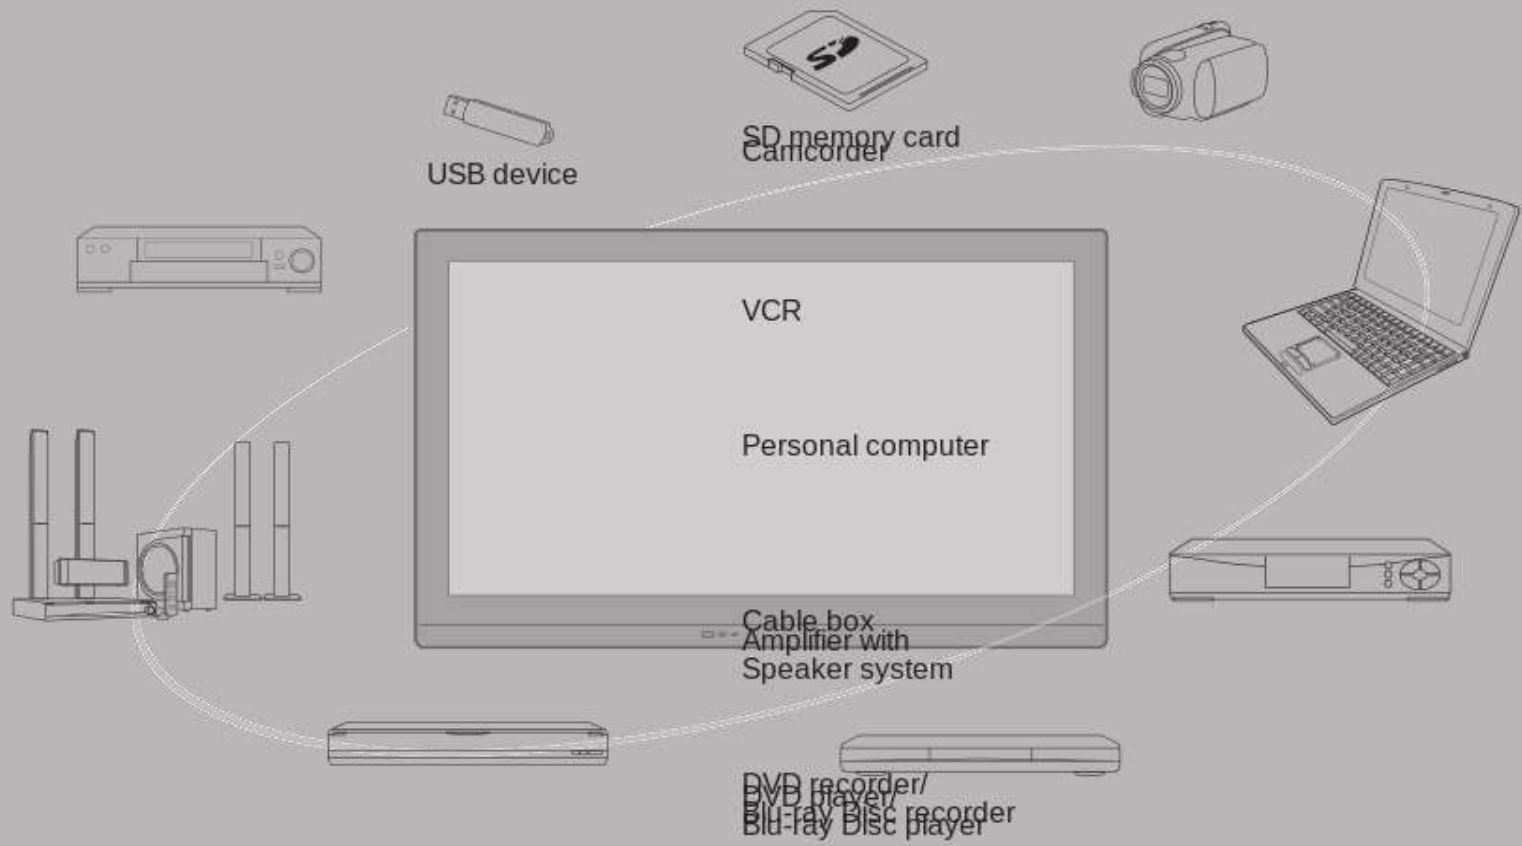 SD
SD memory card
Camcorder
USB device
VCR
Personal computer
Cable box
Amplifier with
Speaker system
DVD recorder/
DVD player/
Blu-ray Disc recorder
Blu-ray Disc player